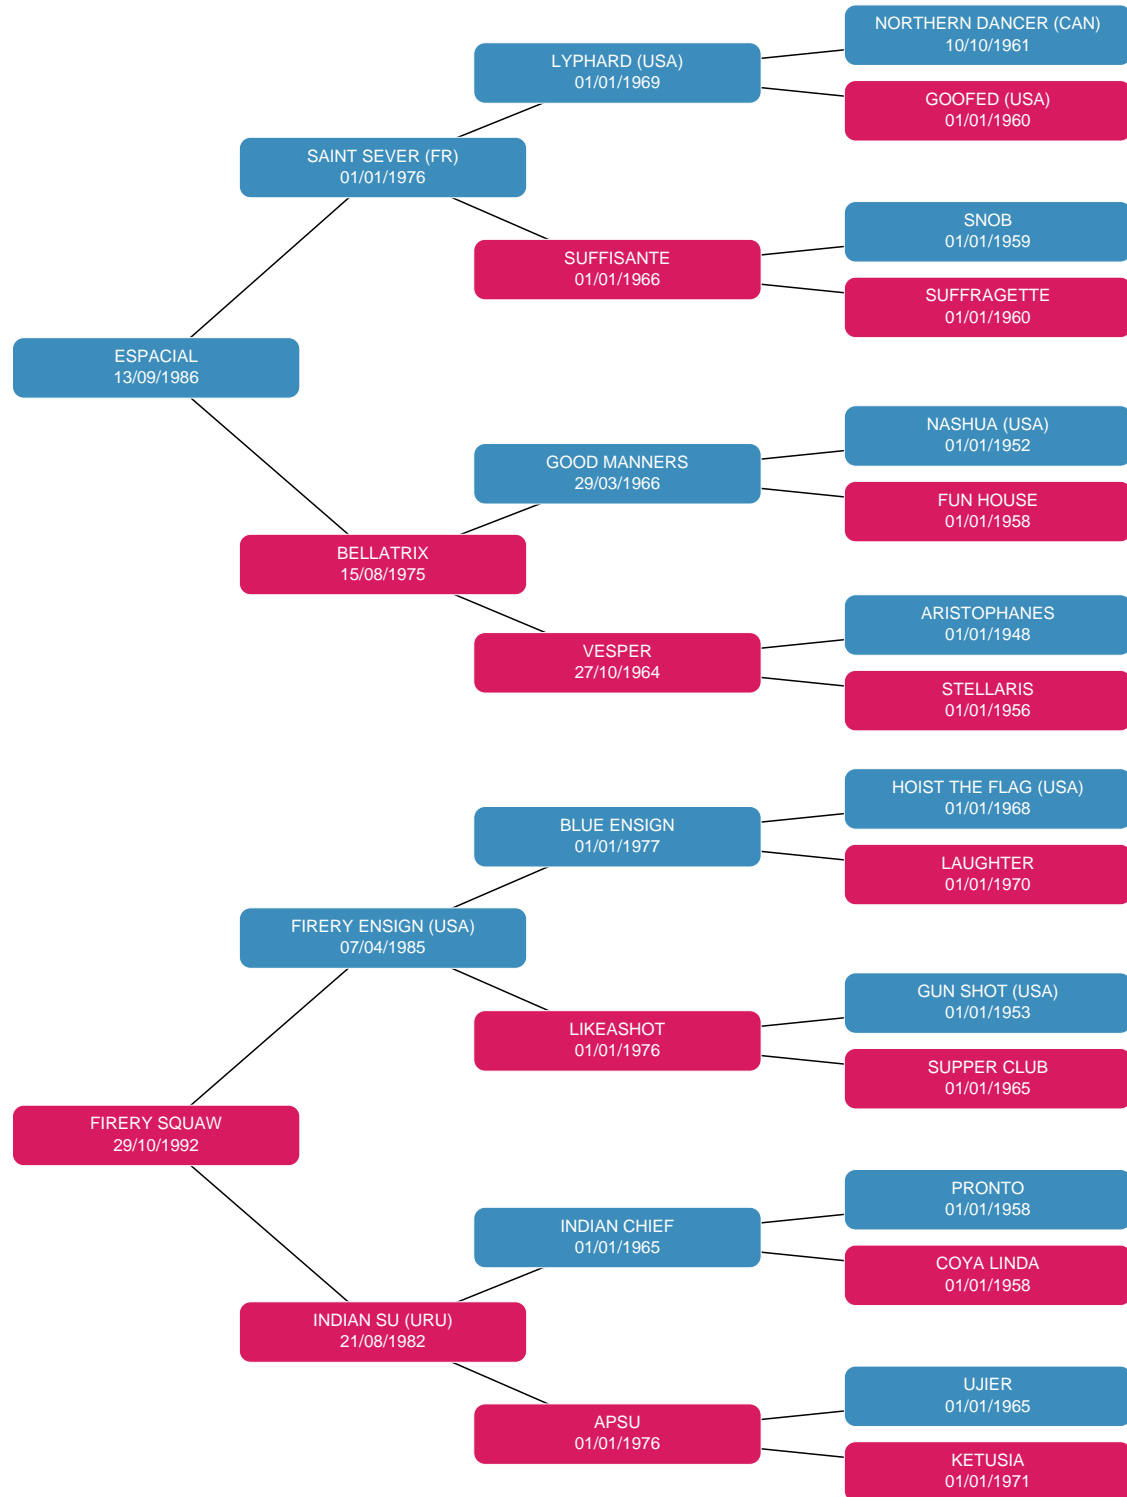 NORTHERN DANCER (CAN)
10/10/1961
LYPHARD (USA)
01/01/1969
GOOFED (USA)
01/01/1960
SAINT SEVER (FR)
01/01/1976
SNOB
01/01/1959
SUFFISANTE
01/01/1966
SUFFRAGETTE
01/01/1960
ESPACIAL
13/09/1986
NASHUA (USA)
01/01/1952
GOOD MANNERS
29/03/1966
FUN HOUSE
01/01/1958
BELLATRIX
15/08/1975
ARISTOPHANES
01/01/1948
VESPER
27/10/1964
STELLARIS
01/01/1956
HOIST THE FLAG (USA)
01/01/1968
BLUE ENSIGN
01/01/1977
LAUGHTER
01/01/1970
FIRERY ENSIGN (USA)
07/04/1985
GUN SHOT (USA)
01/01/1953
LIKEASHOT
01/01/1976
SUPPER CLUB
01/01/1965
FIRERY SQUAW
29/10/1992
PRONTO
01/01/1958
INDIAN CHIEF
01/01/1965
COYA LINDA
01/01/1958
INDIAN SU (URU)
21/08/1982
UJIER
01/01/1965
APSU
01/01/1976
KETUSIA
01/01/1971